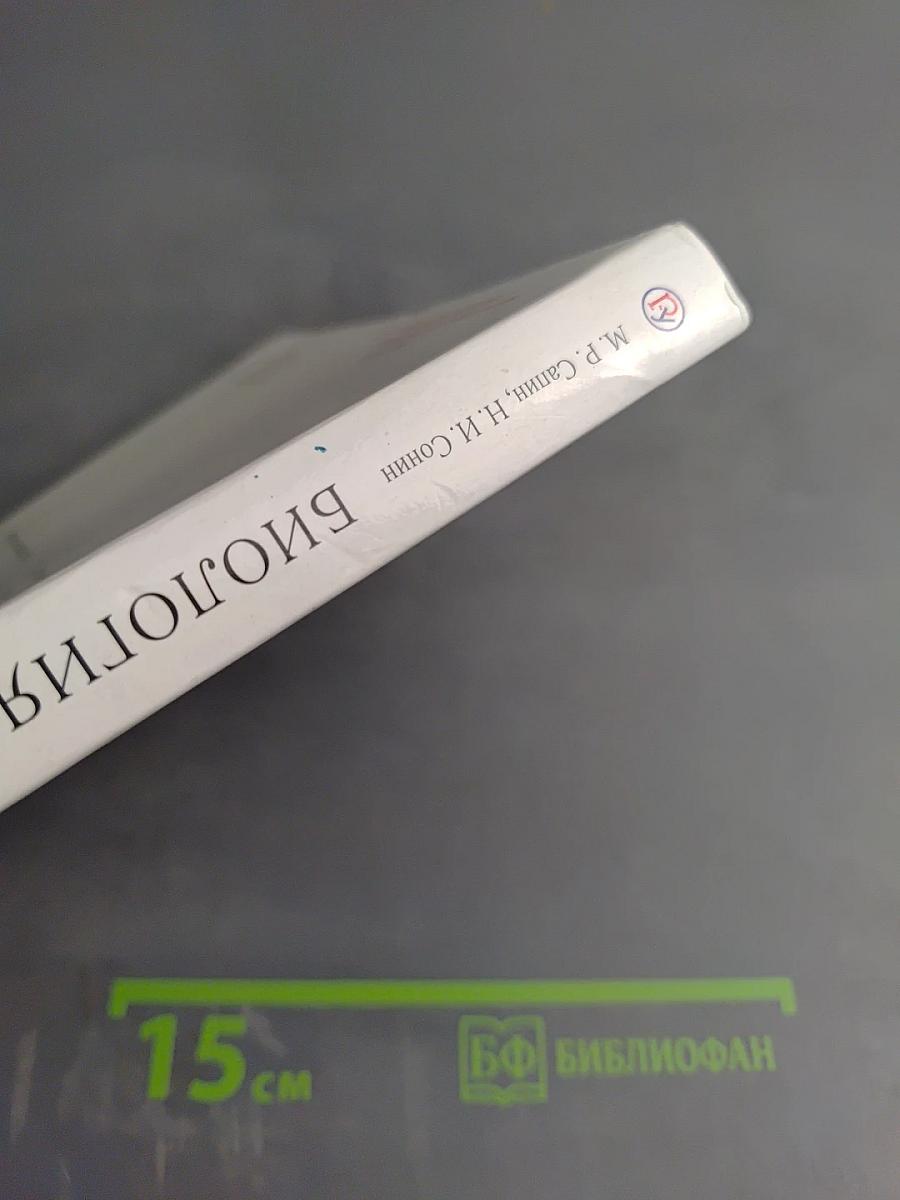 М. Р. Сапин, Н. И. Сонин
БИОЛОГИЯ
15 см
БФ БИБЛИОФАН